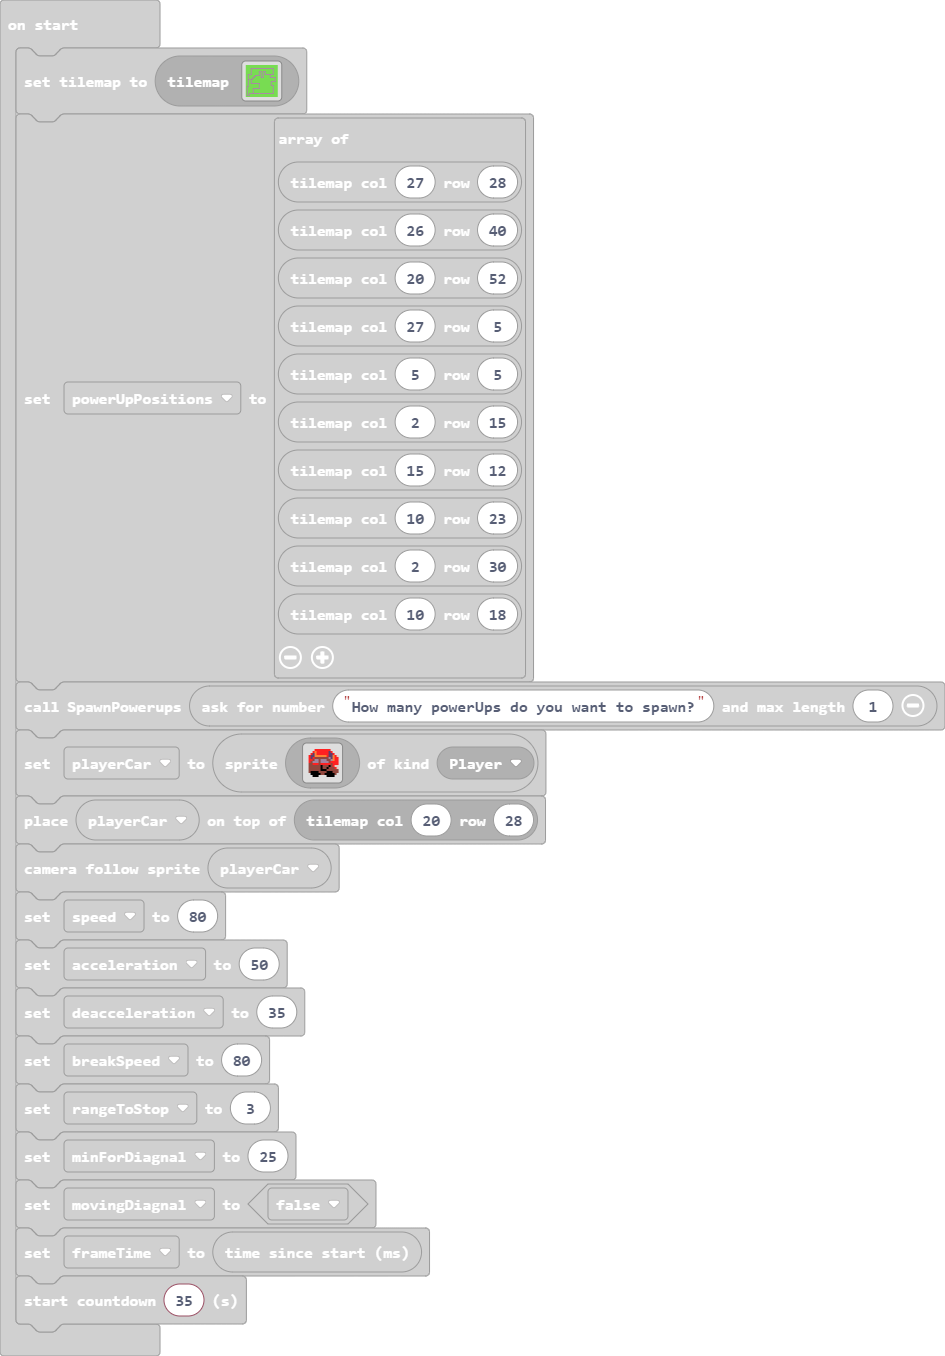 on start
set tilemap to tilemap
array of
tilemap col 27 row 28
tilemap col 26 row 40
tilemap col 20 row 52
tilemap col 27 row 5
tilemap col 5 row 5
set powerUpPositions to
tilemap col 2 row 15
tilemap col 15 row 12
tilemap col 10 row 23
tilemap col 2 row 30
tilemap col 10 row 18
call SpawnPowerups ask for number "How many powerUps do you want to spawn?" and max length 1
set playerCar to sprite of kind Player
place playerCar on top of tilemap col 20 row 28
camera follow sprite playerCar
set speed to 80
set acceleration to 50
set deacceleration to 35
set breakSpeed to 80
set rangeToStop to 3
set minForDiagnal to 25
set movingDiagnal to false
set frameTime to time since start (ms)
start countdown 35 (s)